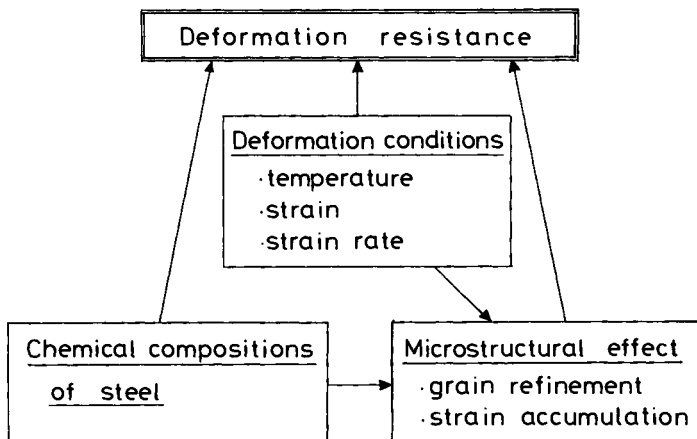 Deformation resistance
Deformation conditions
·temperature
·strain
·strain rate
Chemical compositions
of steel
Microstructural effect
·grain refinement
·strain accumulation